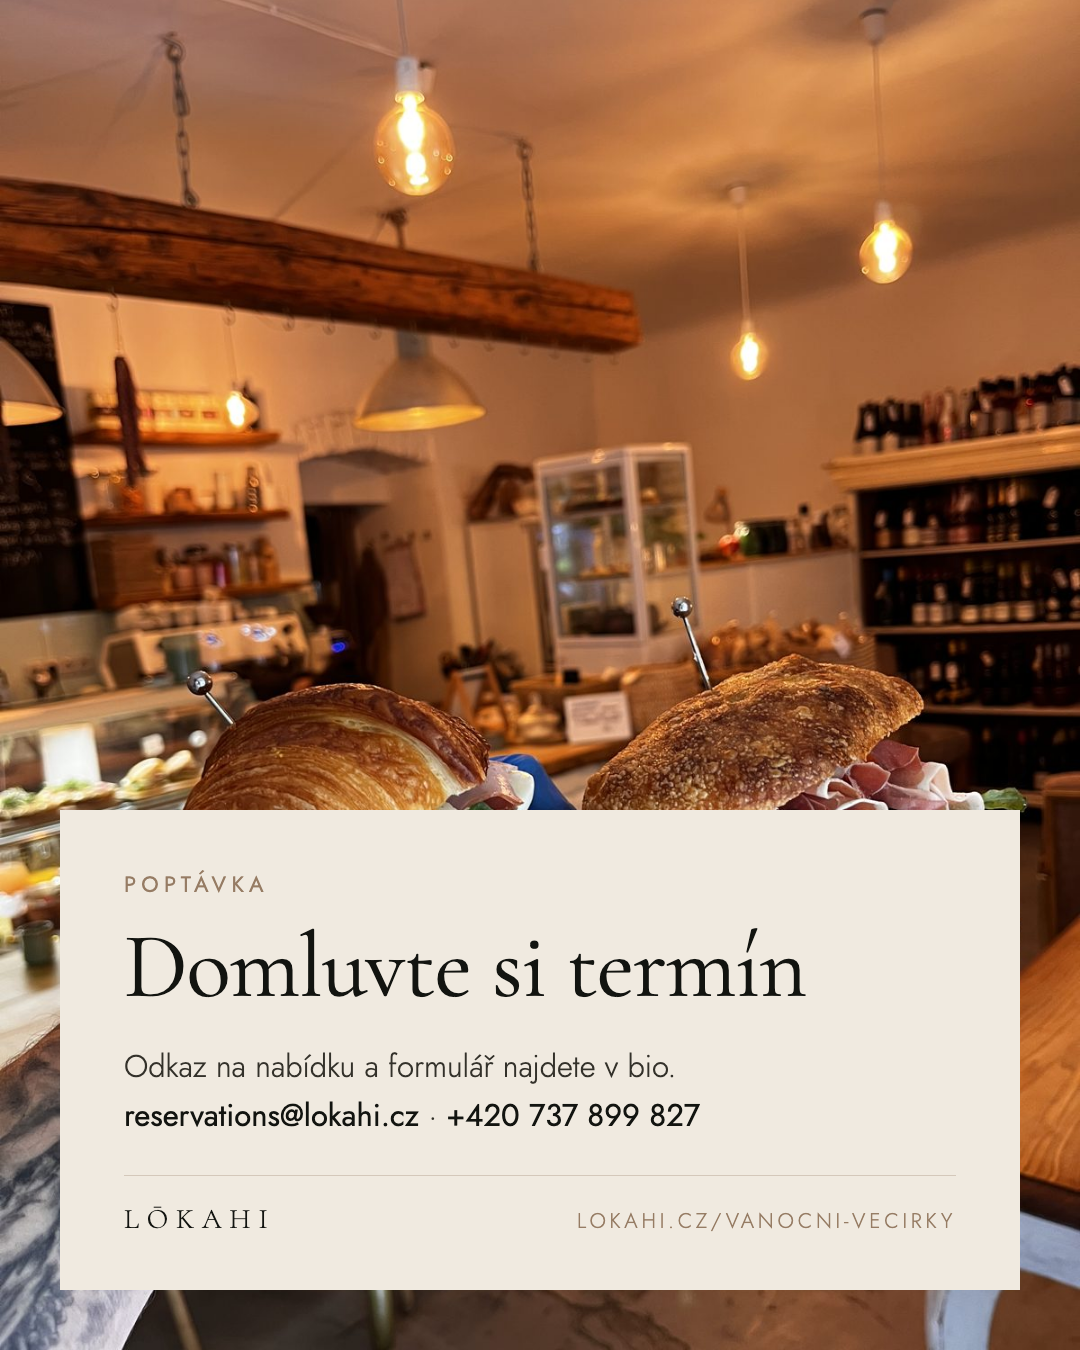 POPTÁVKA
Domluvte si termín
Odkaz na nabídku a formulář najdete v bio.
reservations@lokahi.cz · +420 737 899 827
LŌKAHI
LOKAHI.CZ/VANOCNI-VECIRKY